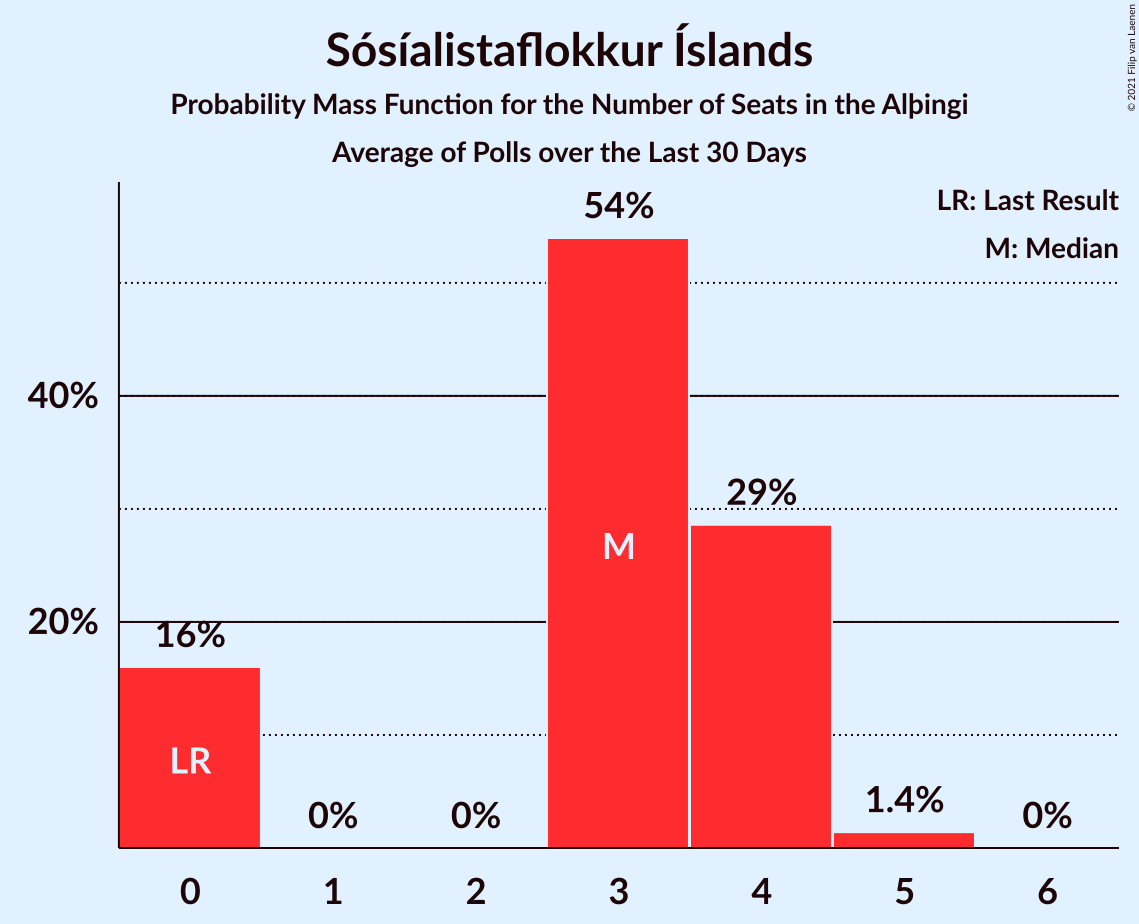 Sósíalistaflokkur Íslands
Probability Mass Function for the Number of Seats in the Alþingi
Average of Polls over the Last 30 Days
© 2021 Filip van Laenen
LR: Last Result
M: Median
54%
40%
29%
M
20%
16%
LR
0%
0%
1.4%
0%
0 1 2 3 4 5 6